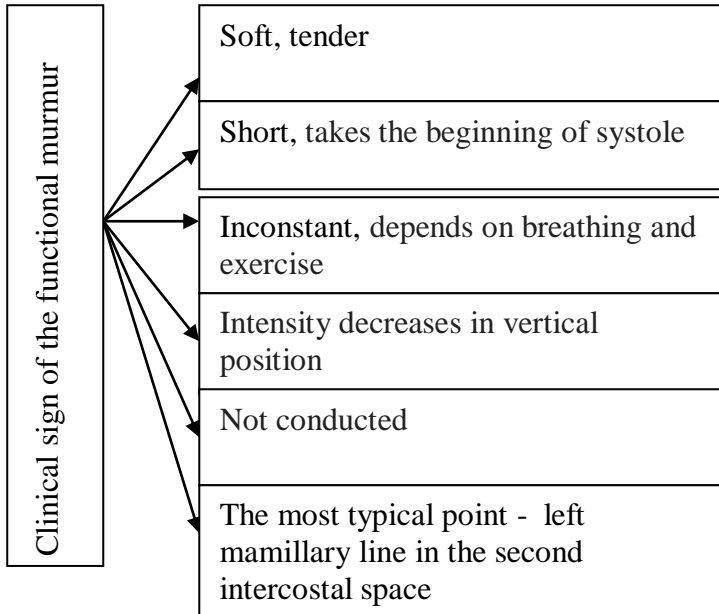 Clinical sign of the functional murmur
Soft, tender
Short, takes the beginning of systole
Inconstant, depends on breathing and
exercise
Intensity decreases in vertical
position
Not conducted
The most typical point - left
mamillary line in the second
intercostal space